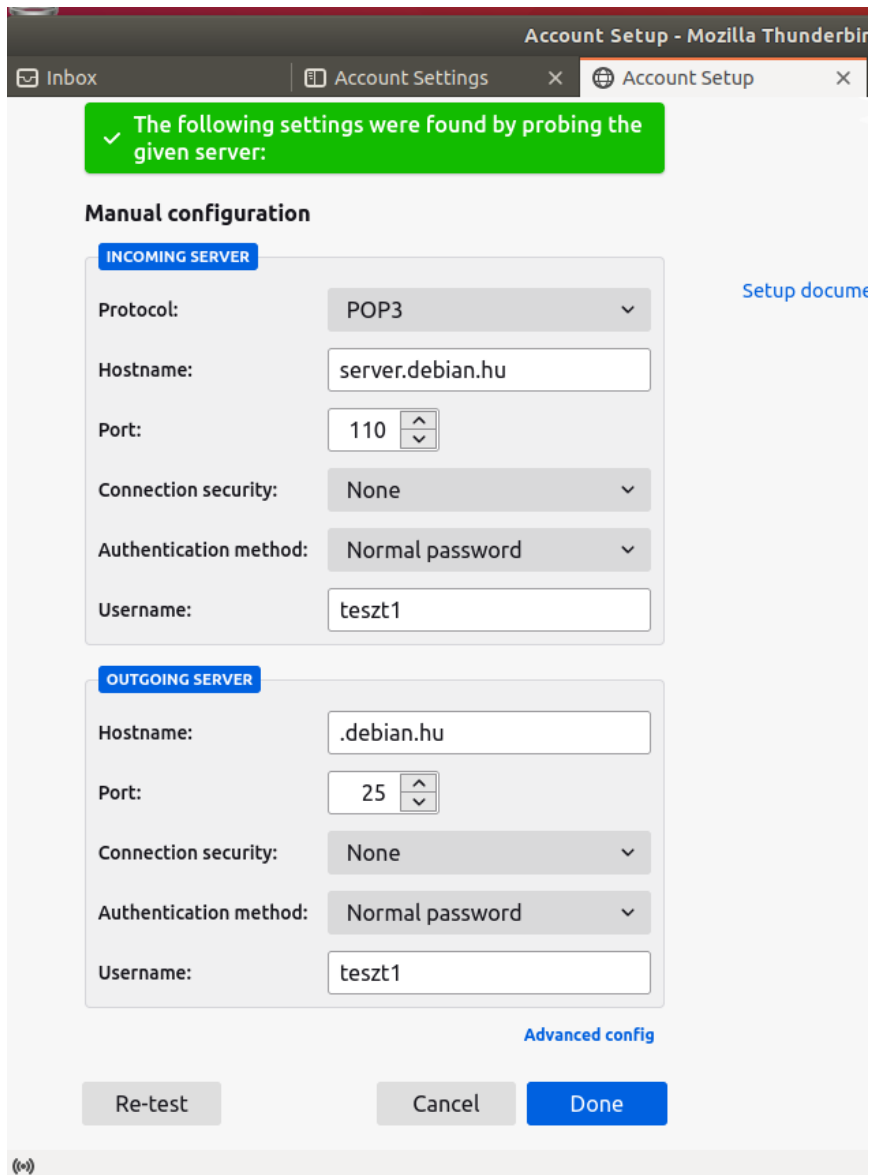 Account Setup - Mozilla Thunderbir
Inbox
Account Settings
Account Setup
The following settings were found by probing the
given server:
Manual configuration
INCOMING SERVER
Setup docume
Protocol: POP3
Hostname: server.debian.hu
Port: 110
Connection security: None
Authentication method: Normal password
Username: teszt1
OUTGOING SERVER
Hostname: .debian.hu
Port: 25
Connection security: None
Authentication method: Normal password
Username: teszt1
Advanced config
Re-test
Cancel
Done